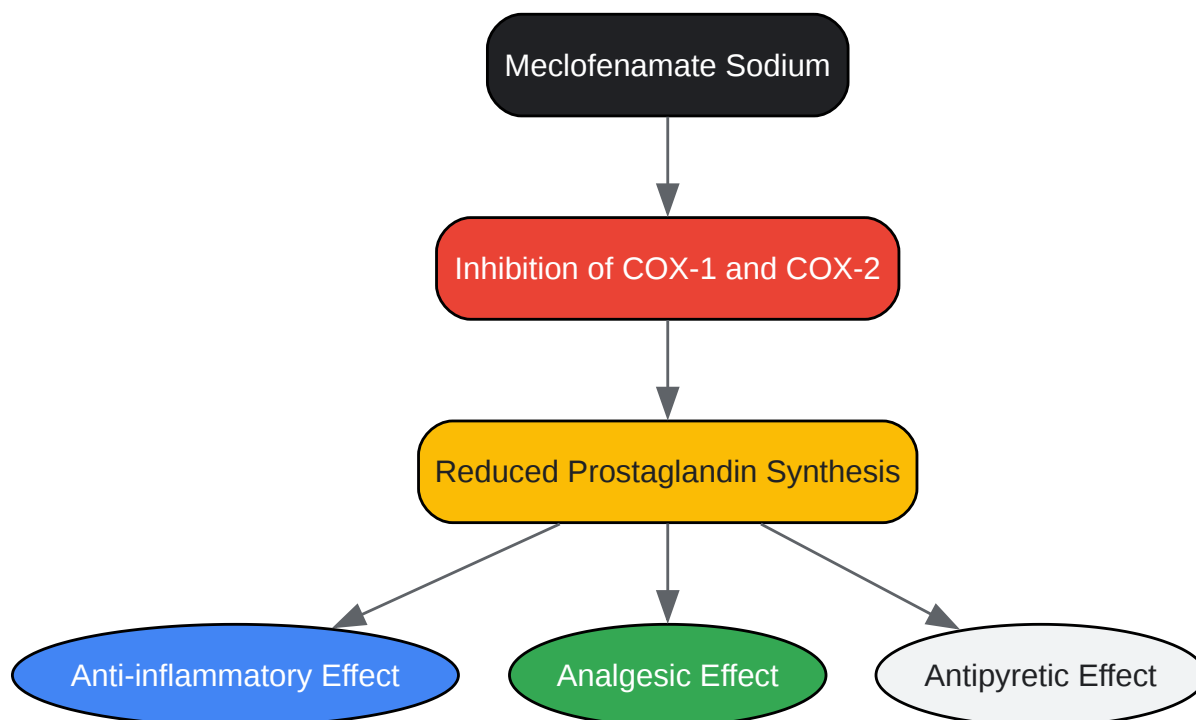 Meclofenamate Sodium
Inhibition of COX-1 and COX-2
Reduced Prostaglandin Synthesis
Anti-inflammatory Effect
Analgesic Effect
Antipyretic Effect